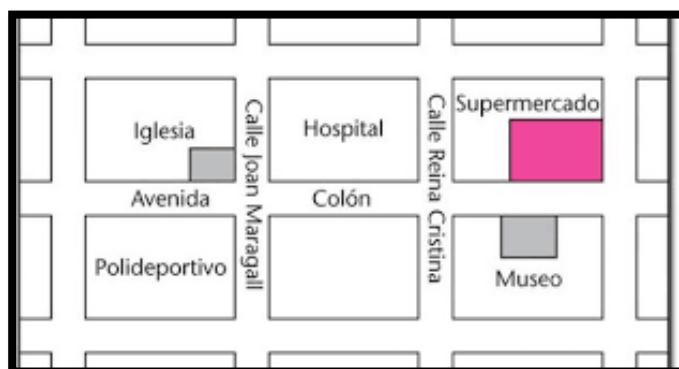 Supermercado
Iglesia
Hospital
Calle Joan Maragall
Calle Reina Cristina
Avenida Colón
Polideportivo
Museo